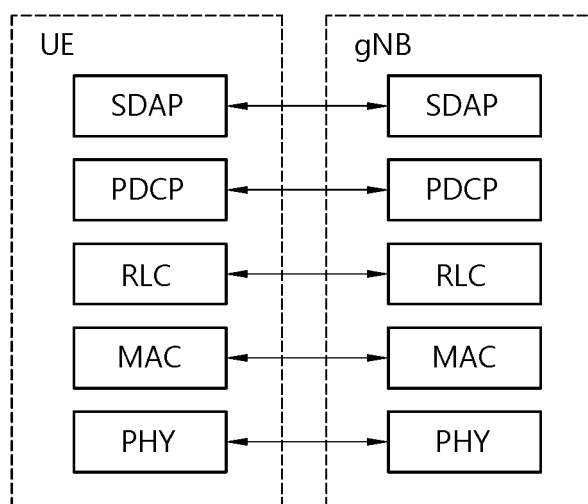 UE gNB
SDAP SDAP
PDCP PDCP
RLC RLC
MAC MAC
PHY PHY